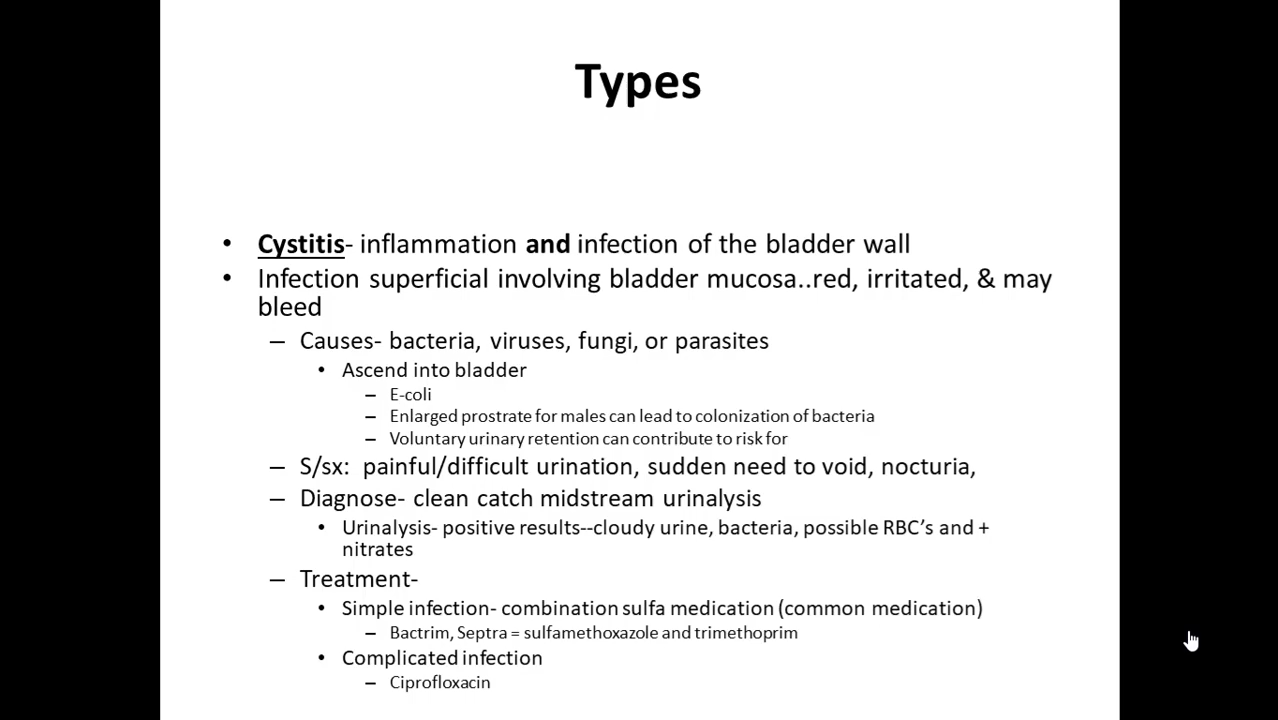 Types
• Cystitis- inflammation and infection of the bladder wall
• Infection superficial involving bladder mucosa..red, irritated, & may
bleed
– Causes- bacteria, viruses, fungi, or parasites
• Ascend into bladder
– E-coli
– Enlarged prostrate for males can lead to colonization of bacteria
– Voluntary urinary retention can contribute to risk for
– S/sx: painful/difficult urination, sudden need to void, nocturia,
– Diagnose- clean catch midstream urinalysis
• Urinalysis- positive results--cloudy urine, bacteria, possible RBC’s and +
nitrates
– Treatment-
• Simple infection- combination sulfa medication (common medication)
– Bactrim, Septra = sulfamethoxazole and trimethoprim
• Complicated infection
– Ciprofloxacin